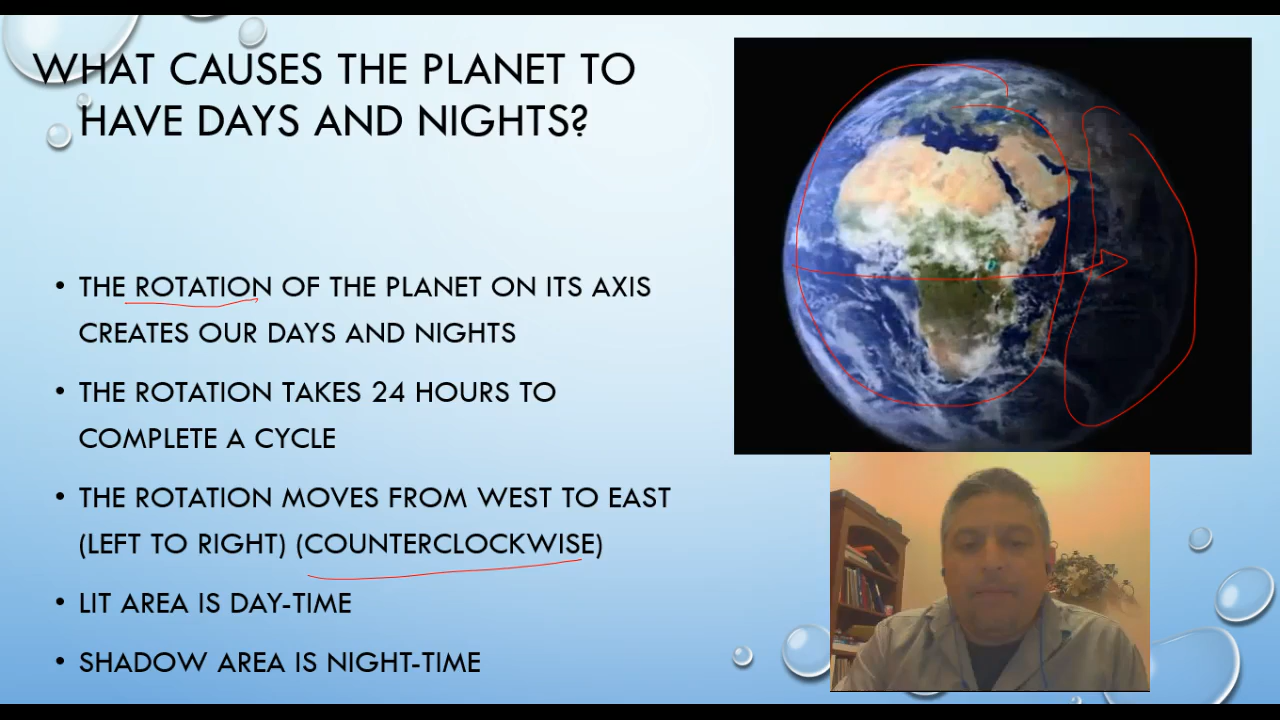 WHAT CAUSES THE PLANET TO
HAVE DAYS AND NIGHTS?
• THE ROTATION OF THE PLANET ON ITS AXIS
CREATES OUR DAYS AND NIGHTS
• THE ROTATION TAKES 24 HOURS TO
COMPLETE A CYCLE
• THE ROTATION MOVES FROM WEST TO EAST
(LEFT TO RIGHT) (COUNTERCLOCKWISE)
• LIT AREA IS DAY-TIME
• SHADOW AREA IS NIGHT-TIME